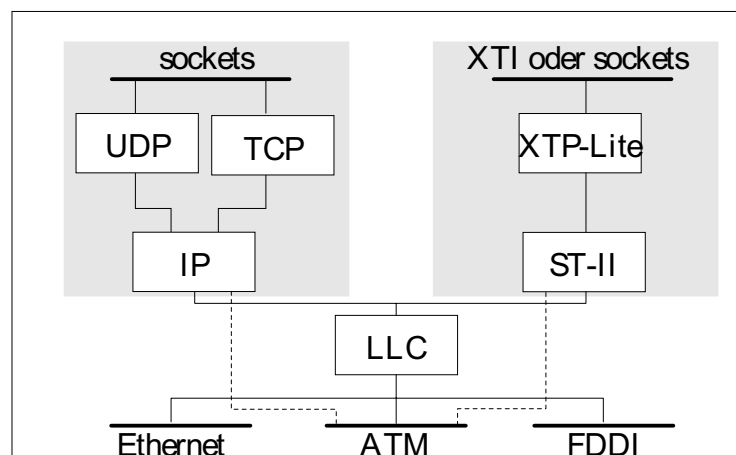 sockets
XTI oder sockets
UDP
TCP
XTP-Lite
IP
ST-II
LLC
Ethernet
ATM
FDDI